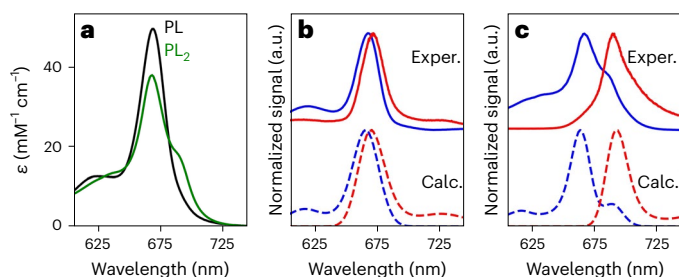 a
PL
PL2
ε (mM−1 cm−1)
40
20
0
625
675
725
Wavelength (nm)
b
Exper.
Calc.
Normalized signal (a.u.)
625
675
725
Wavelength (nm)
c
Exper.
Calc.
Normalized signal (a.u.)
625
675
725
Wavelength (nm)